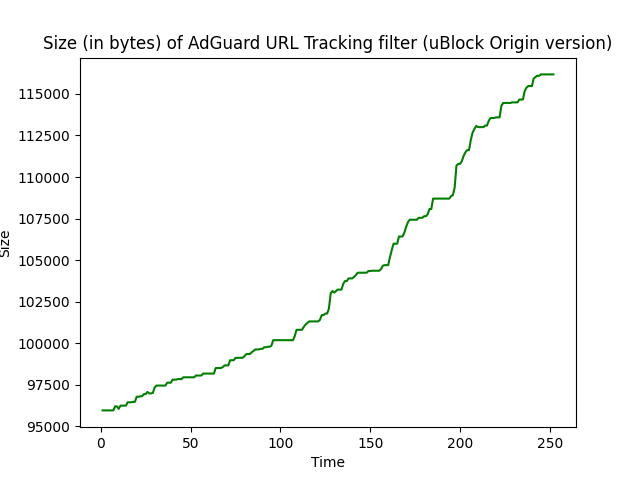 Size (in bytes) of AdGuard URL Tracking filter (uBlock Origin version)
115000
112500
110000
107500
105000
102500
100000
97500
95000
Size
0 50 100 150 200 250
Time